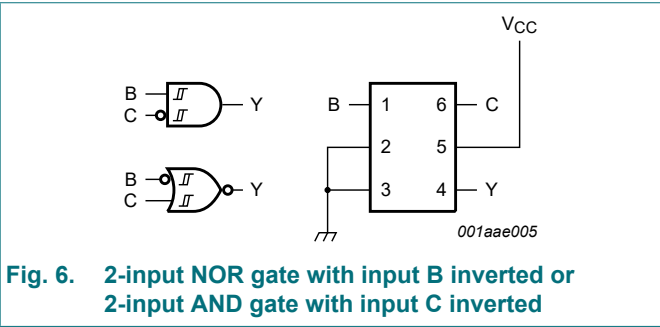 VCC
B
C
Y
B 1 6 C
2 5
3 4 Y
B
C
Y
001aae005
Fig. 6. 2-input NOR gate with input B inverted or
2-input AND gate with input C inverted